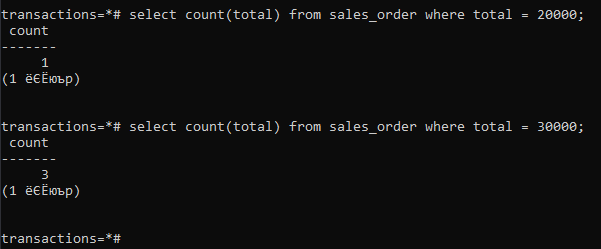 transactions=*# select count(total) from sales_order where total = 20000;
count
-------
1
(1 ёЄЁюър)
transactions=*# select count(total) from sales_order where total = 30000;
count
-------
3
(1 ёЄЁюър)
transactions=*#